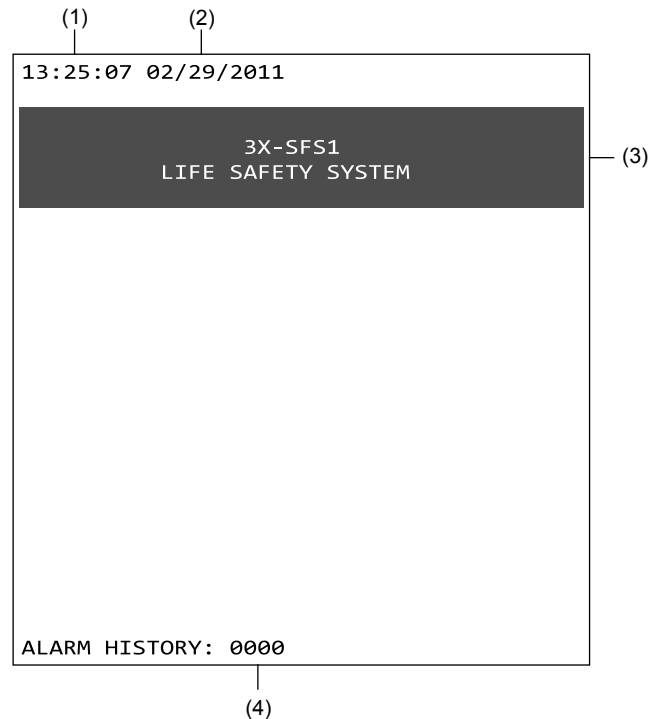 (1) (2)
13:25:07 02/29/2011
3X-SFS1
LIFE SAFETY SYSTEM
(3)
ALARM HISTORY: 0000
(4)